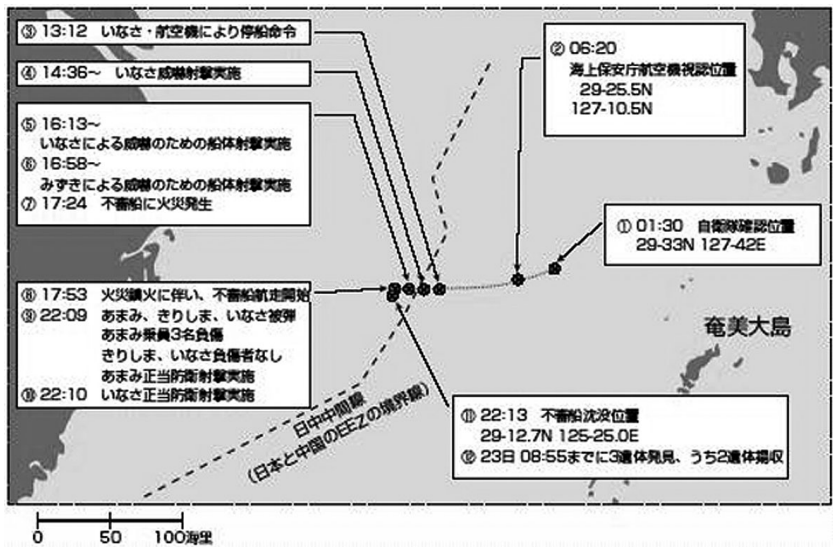 ③ 13:12 いなさ・航空機により停船命令
④ 14:36～ いなさ威嚇射撃実施
⑤ 16:13～
いなさによる威嚇のための船体射撃実施
⑥ 16:58～
みずきによる威嚇のための船体射撃実施
⑦ 17:24 不審船に火災発生
⑧ 17:53 火災鎮火に伴い、不審船航走開始
⑨ 22:09 あまみ、きりしま、いなさ被弾
あまみ乗員3名負傷
きりしま、いなさ負傷者なし
あまみ正当防衛射撃実施
⑩ 22:10 いなさ正当防衛射撃実施
② 06:20
海上保安庁航空機視認位置
29-25.5N
127-10.5N
① 01:30 自衛隊確認位置
29-33N 127-42E
奄美大島
⑪ 22:13 不審船沈没位置
29-12.7N 125-25.0E
⑫ 23日 08:55までに3遺体発見、うち2遺体揚収
日中中間線
（日本と中国のEEZの境界線）
0 50 100海里